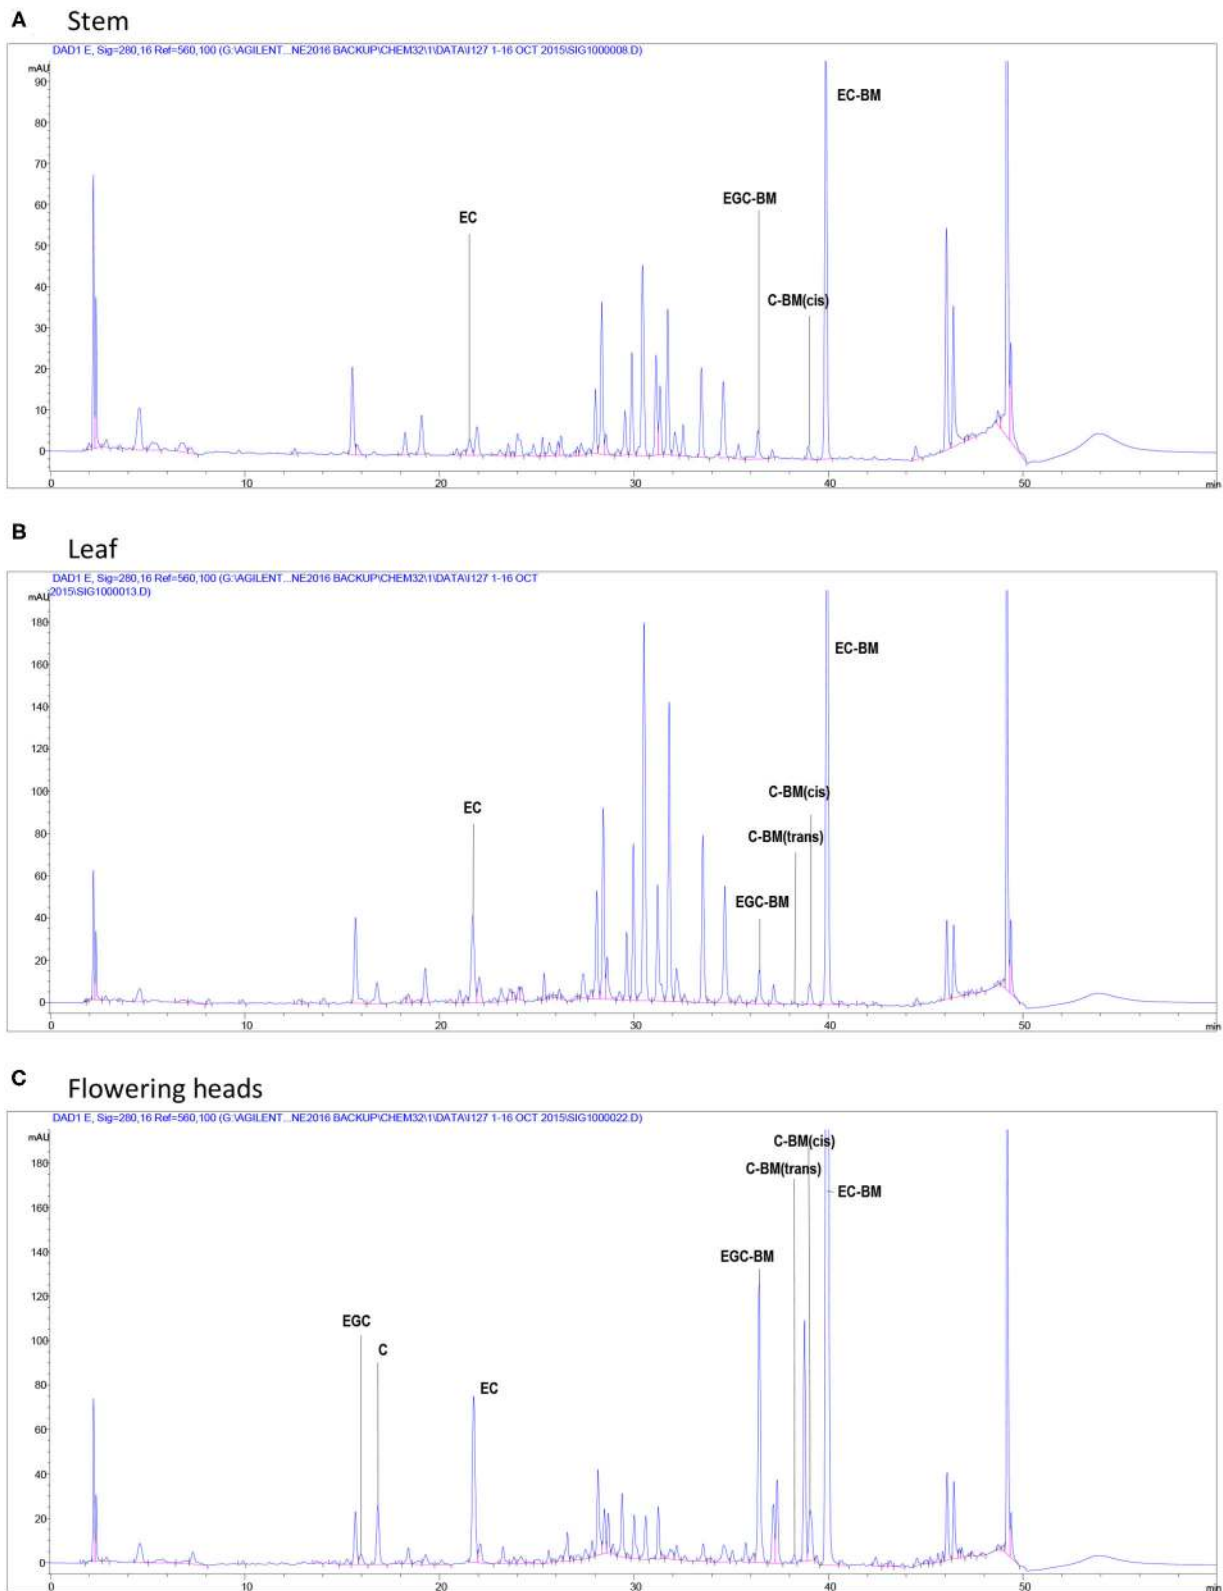 A Stem
DAD1 E, Sig=280,16 Ref=560,100 (G:\AGILENT...NE2016 BACKUP\CHEM32\1\DATA\I127 1-16 OCT 2015\SIG1000008.D)
mAU
90
80
70
60
50
40
30
20
10
0
EC
EGC-BM
C-BM(cis)
EC-BM
0 10 20 30 40 50 min
B Leaf
DAD1 E, Sig=280,16 Ref=560,100 (G:\AGILENT...NE2016 BACKUP\CHEM32\1\DATA\I127 1-16 OCT
2015\SIG1000013.D)
mAU
180
160
140
120
100
80
60
40
20
0
EC
EGC-BM
C-BM(trans)
C-BM(cis)
EC-BM
0 10 20 30 40 50 min
C Flowering heads
DAD1 E, Sig=280,16 Ref=560,100 (G:\AGILENT...NE2016 BACKUP\CHEM32\1\DATA\I127 1-16 OCT 2015\SIG1000022.D)
mAU
180
160
140
120
100
80
60
40
20
0
EGC
C
EC
EGC-BM
C-BM(trans)
C-BM(cis)
EC-BM
0 10 20 30 40 50 min